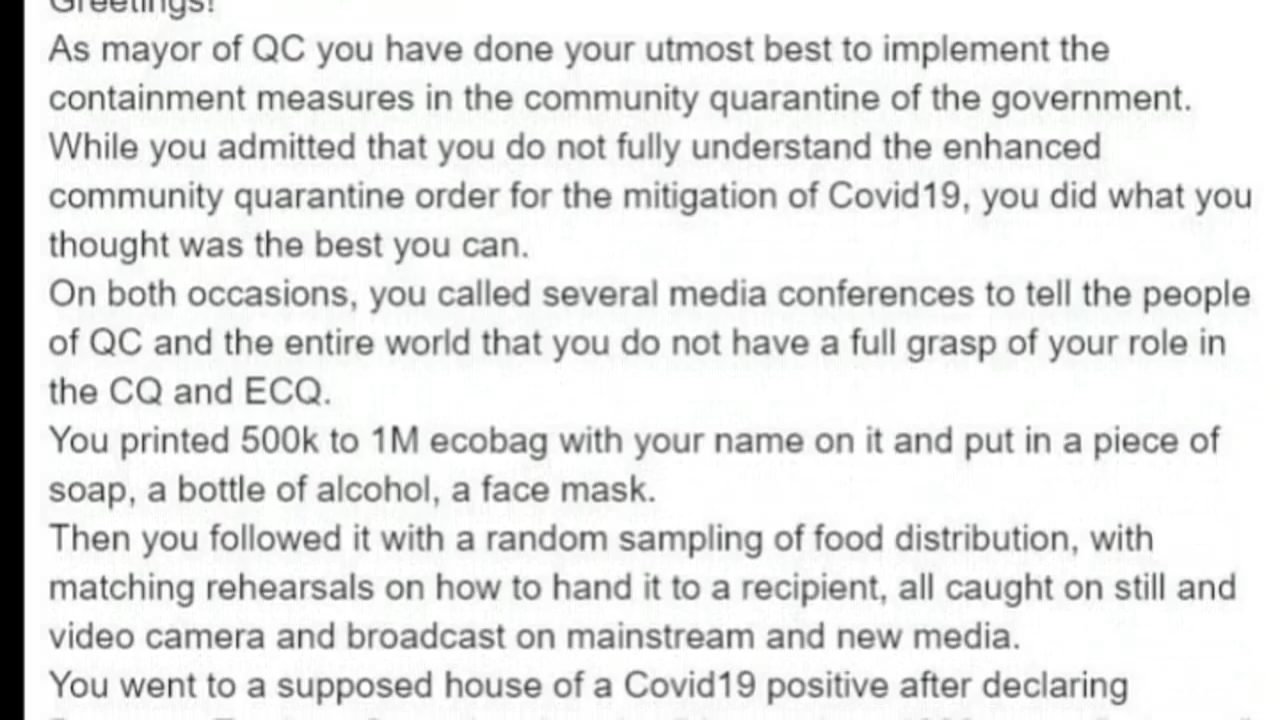 Greetings!
As mayor of QC you have done your utmost best to implement the
containment measures in the community quarantine of the government.
While you admitted that you do not fully understand the enhanced
community quarantine order for the mitigation of Covid19, you did what you
thought was the best you can.
On both occasions, you called several media conferences to tell the people
of QC and the entire world that you do not have a full grasp of your role in
the CQ and ECQ.
You printed 500k to 1M ecobag with your name on it and put in a piece of
soap, a bottle of alcohol, a face mask.
Then you followed it with a random sampling of food distribution, with
matching rehearsals on how to hand it to a recipient, all caught on still and
video camera and broadcast on mainstream and new media.
You went to a supposed house of a Covid19 positive after declaring